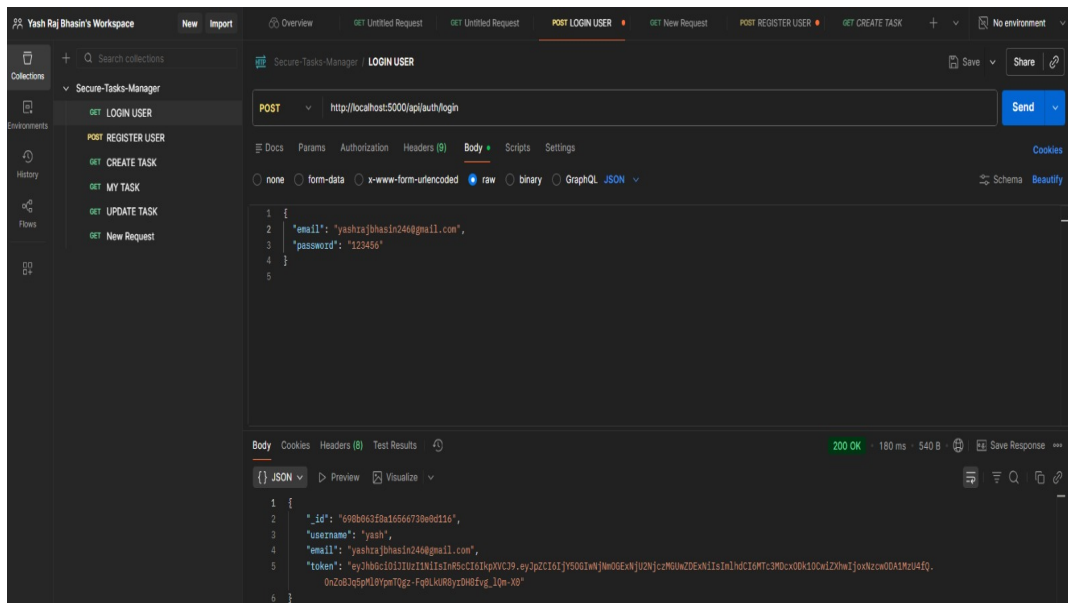 Yash Raj Bhasin's Workspace New Import Overview GET Untitled Request GET Untitled Request POST LOGIN USER GET New Request POST REGISTER USER GET CREATE TASK No environment
Collections
Environments
History
Flows
Search collections
Secure-Tasks-Manager
GET LOGIN USER
POST REGISTER USER
GET CREATE TASK
GET MY TASK
GET UPDATE TASK
GET New Request
HTTP Secure-Tasks-Manager / LOGIN USER Save Share
POST http://localhost:5000/api/auth/login Send
Docs Params Authorization Headers (9) Body Scripts Settings Cookies
none form-data x-www-form-urlencoded raw binary GraphQL JSON Schema Beautify
1 {
2 "email": "yashrajbhasin246@gmail.com",
3 "password": "123456"
4 }
5
Body Cookies Headers (8) Test Results 200 OK 180 ms 540 B Save Response
{} JSON Preview Visualize
1 {
2 "_id": "698b063f8a16566730e0d116",
3 "username": "yash",
4 "email": "yashrajbhasin246@gmail.com",
5 "token":
6 }